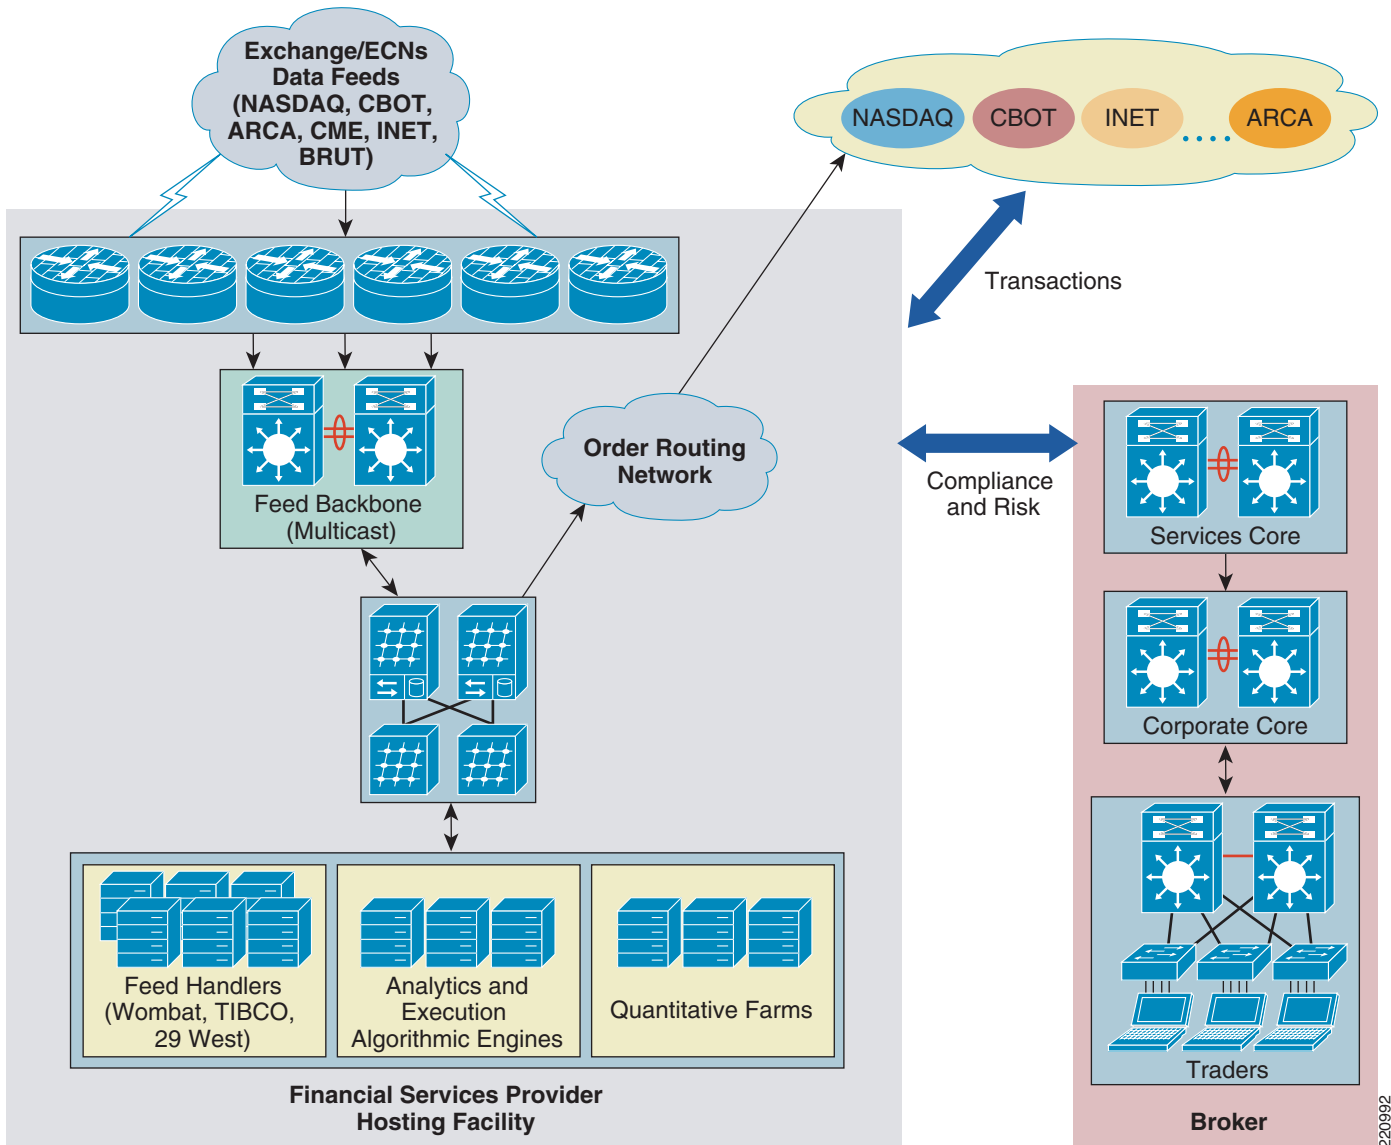 Exchange/ECNs
Data Feeds
(NASDAQ, CBOT,
ARCA, CME, INET,
BRUT)
NASDAQ
CBOT
INET
....
ARCA
Transactions
Order Routing
Network
Feed Backbone
(Multicast)
Compliance
and Risk
Services Core
Corporate Core
Feed Handlers
(Wombat, TIBCO,
29 West)
Analytics and
Execution
Algorithmic Engines
Quantitative Farms
Traders
Financial Services Provider
Hosting Facility
Broker
220992